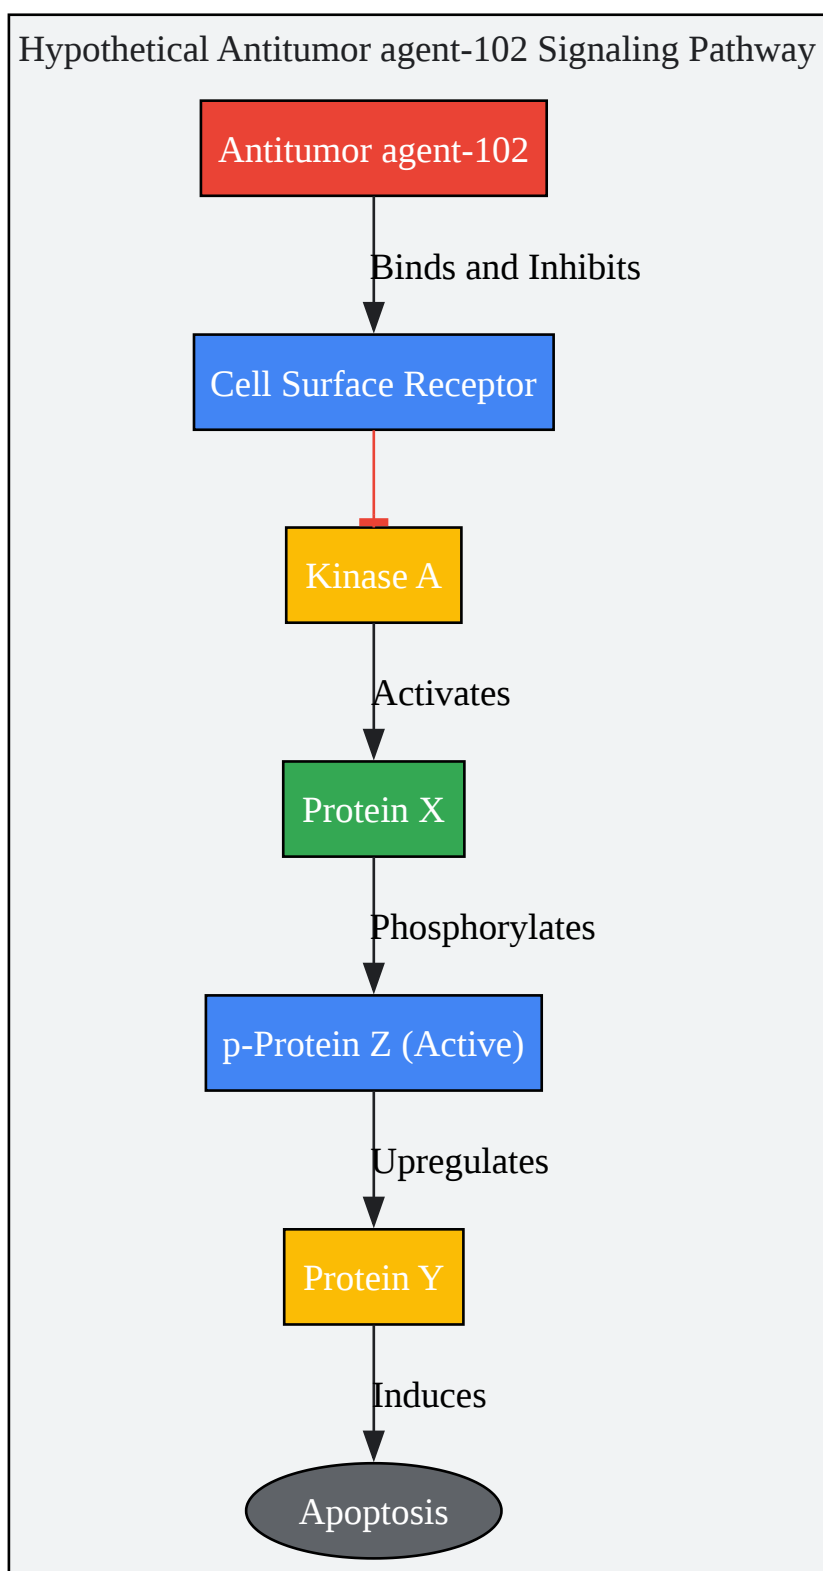 Hypothetical Antitumor agent-102 Signaling Pathway
Antitumor agent-102
Binds and Inhibits
Cell Surface Receptor
Kinase A
Activates
Protein X
Phosphorylates
p-Protein Z (Active)
Upregulates
Protein Y
Induces
Apoptosis